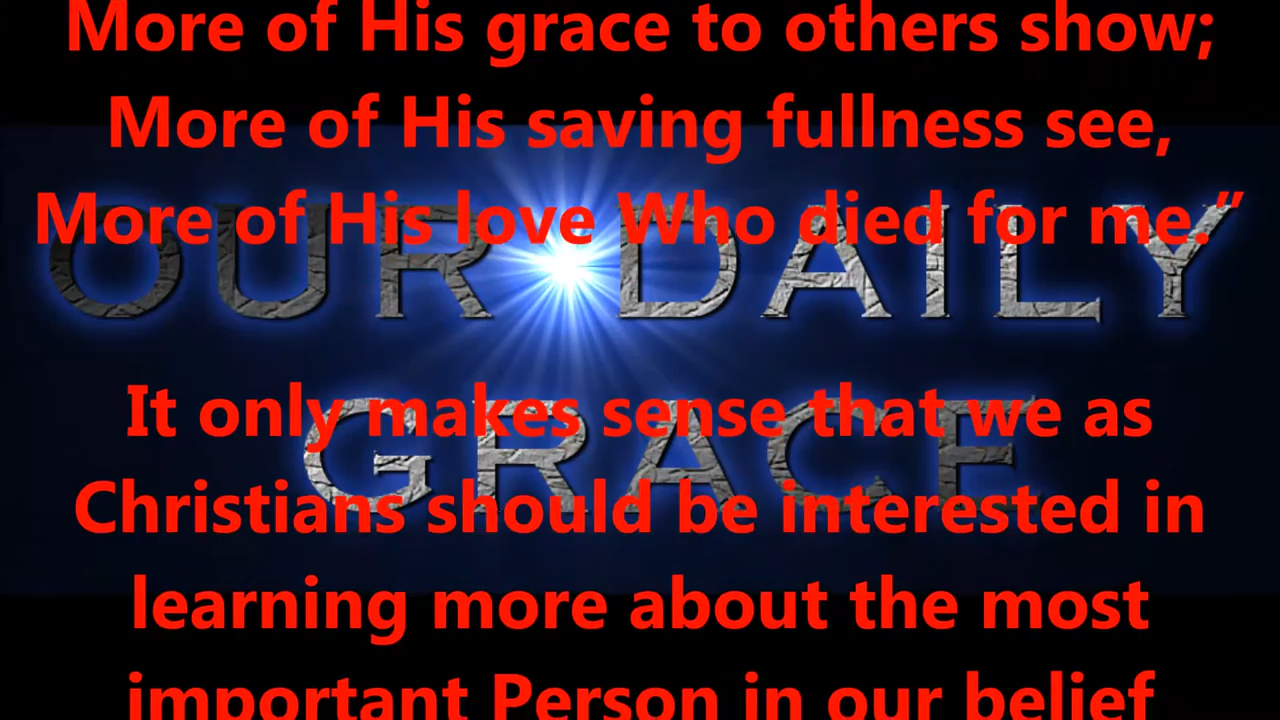 More of His grace to others show;
More of His saving fullness see,
More of His love Who died for me.”
OUR DAILY
GRACE
It only makes sense that we as
Christians should be interested in
learning more about the most
important Person in our belief